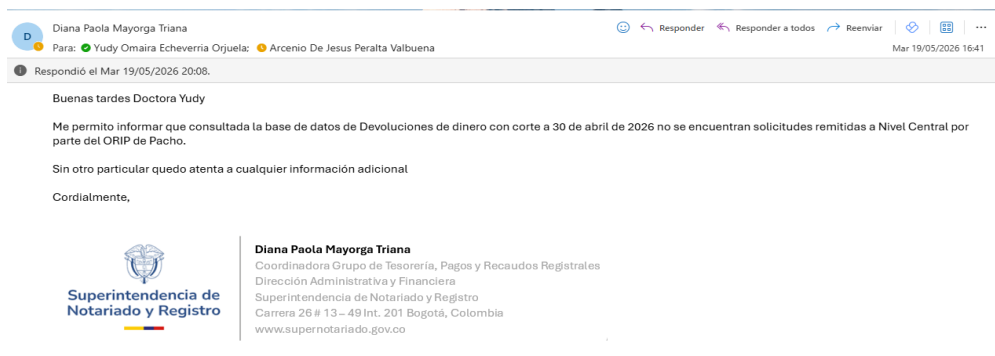 D
Diana Paola Mayorga Triana
Responder
Responder a todos
Reenviar
Para: Yudy Omaira Echeverria Orjuela; Arcenio De Jesus Peralta Valbuena
Mar 19/05/2026 16:41
Respondió el Mar 19/05/2026 20:08.
Buenas tardes Doctora Yudy
Me permito informar que consultada la base de datos de Devoluciones de dinero con corte a 30 de abril de 2026 no se encuentran solicitudes remitidas a Nivel Central por
parte del ORIP de Pacho.
Sin otro particular quedo atenta a cualquier información adicional
Cordialmente,
Superintendencia de
Notariado y Registro
Diana Paola Mayorga Triana
Coordinadora Grupo de Tesorería, Pagos y Recaudos Registrales
Dirección Administrativa y Financiera
Superintendencia de Notariado y Registro
Carrera 26 # 13 – 49 Int. 201 Bogotá, Colombia
www.supernotariado.gov.co